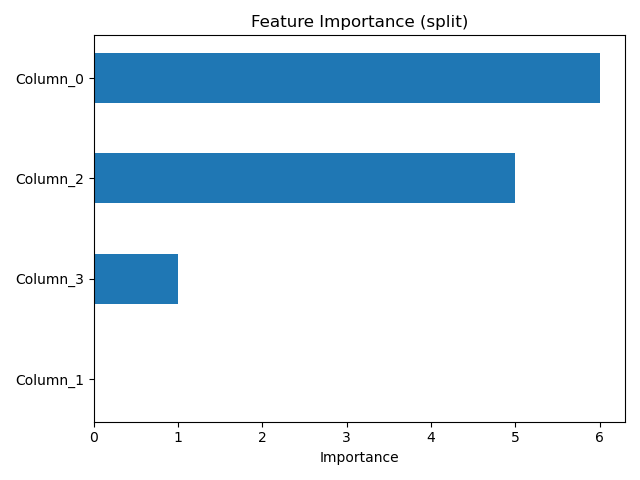 Feature Importance (split)
Column_0
Column_2
Column_3
Column_1
0 1 2 3 4 5 6
Importance